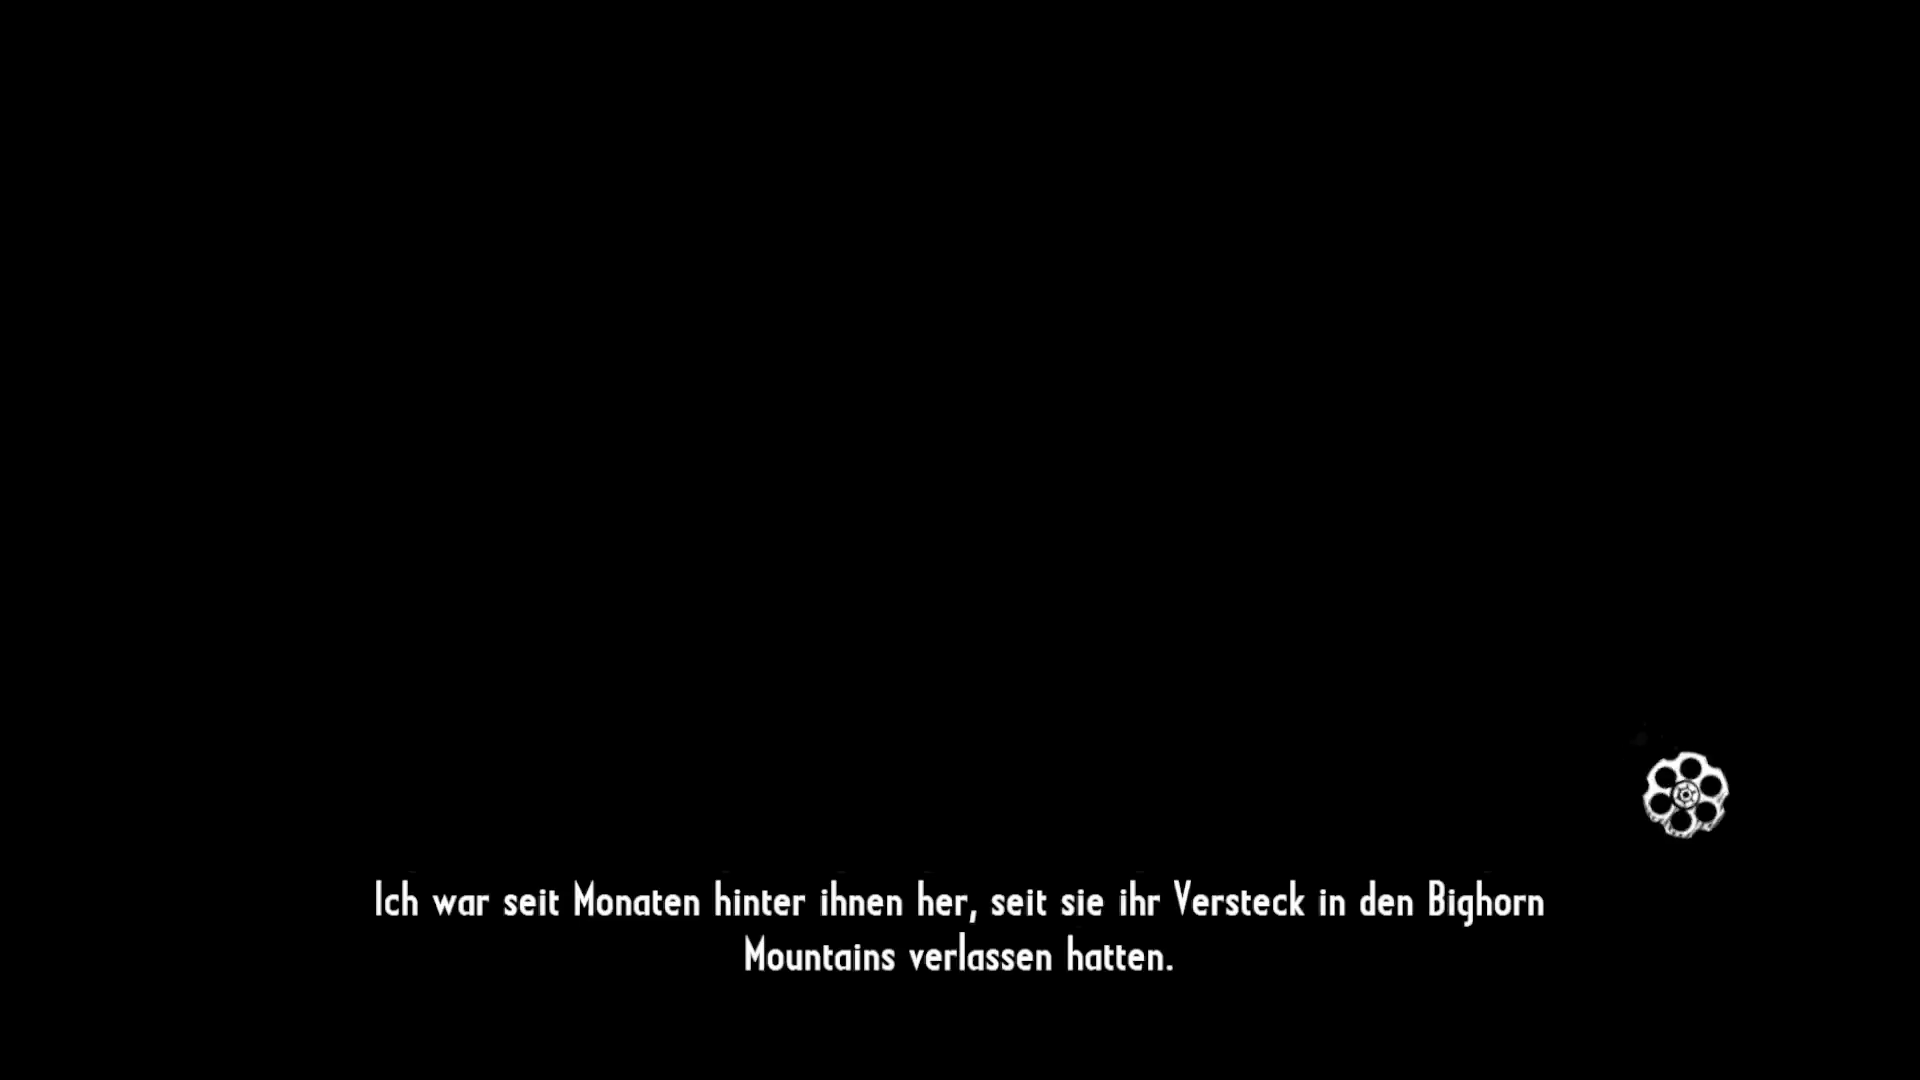 Ich war seit Monaten hinter ihnen her, seit sie ihr Versteck in den Bighorn
Mountains verlassen hatten.